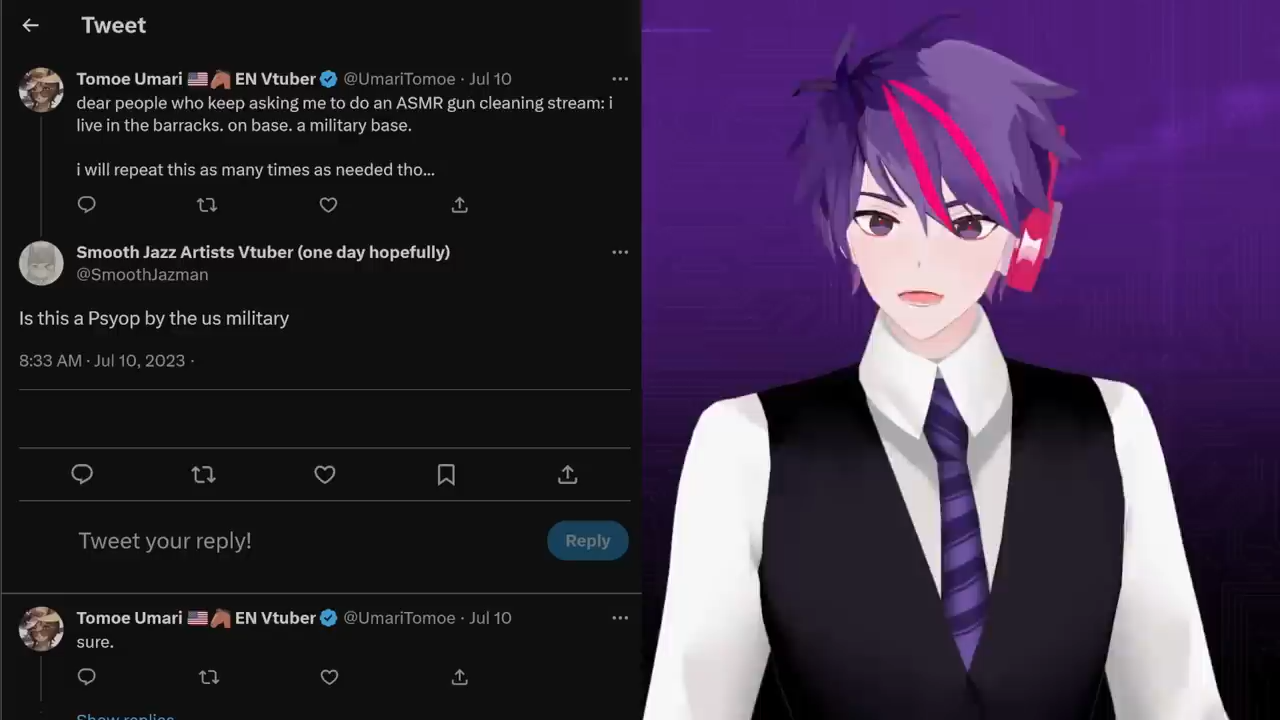 Tweet
Tomoe Umari 🇺🇸🐴 EN Vtuber @UmariTomoe · Jul 10
dear people who keep asking me to do an ASMR gun cleaning stream: i
live in the barracks. on base. a military base.
i will repeat this as many times as needed tho...
Smooth Jazz Artists Vtuber (one day hopefully)
@SmoothJazman
Is this a Psyop by the us military
8:33 AM · Jul 10, 2023 ·
Tweet your reply!
Reply
Tomoe Umari 🇺🇸🐴 EN Vtuber @UmariTomoe · Jul 10
sure.
Show replies